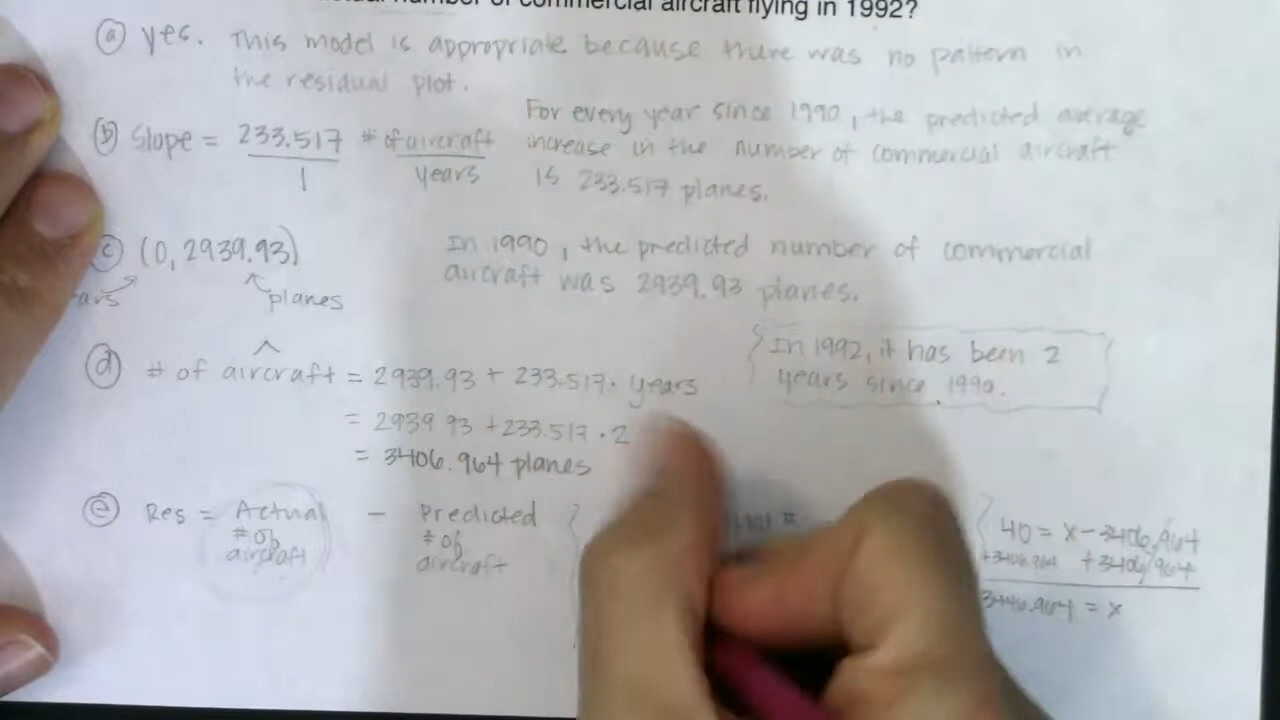 number of commercial aircraft flying in 1992?
(a) yes. This model is appropriate because there was no pattern in
the residual plot.
(b) Slope = 233.517 # of aircraft
1 years
For every year since 1990, the predicted average
increase in the number of commercial aircraft
is 233.517 planes.
(c) (0, 2939.93)
planes
In 1990, the predicted number of commercial
aircraft was 2939.93 planes.
(d) # of aircraft = 2939.93 + 233.517 · years
= 2939.93 + 233.517 · 2
= 3406.964 planes
In 1992, it has been 2
years since 1990.
(e) Res = Actual - Predicted
# of # of
aircraft aircraft
40 = x - 3406.964
+3406.964 +3406.964
3446.964 = x